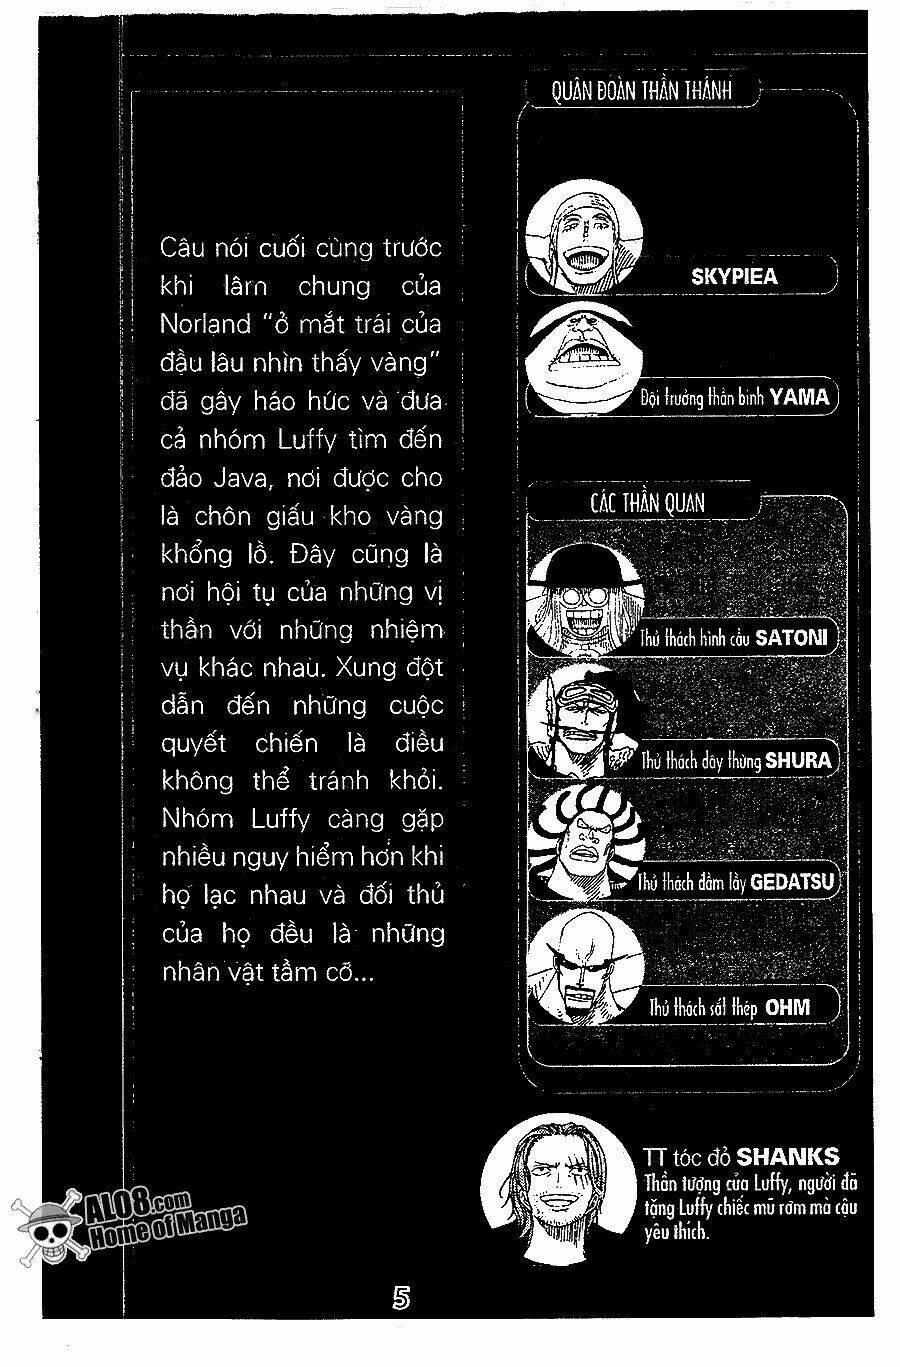 Câu nói cuối cùng trước
khi lârn chung của
Norland "ở mắt trái của
đầu lâu nhìn thấy vàng"
đã gây háo hức và đưa
cả nhóm Luffy tìm đến
đảo Java, nơi được cho
là chôn giấu kho vàng
khổng lồ. Đây cũng là
nơi hội tụ của những vị
thần với những nhiệm
vụ khác nhau. Xung đột
dẫn đến những cuộc
quyết chiến là điều
không thể tránh khỏi.
Nhóm Luffy càng gặp
nhiều nguy hiểm hơn khi
họ lạc nhau và đối thủ
của họ đều là những
nhân vật tầm cỡ...
QUÂN ĐOÀN THẦN THÁNH
SKYPIEA
Đội trưởng thần binh YAMA
CÁC THẦN QUAN
Thử thách hình cầu SATONI
Thử thách dây thừng SHURA
Thử thách đầm lầy GEDATSU
Thử thách sắt thép OHM
TT tóc đỏ SHANKS
Thần tượng của Luffy, người đã
tặng Luffy chiếc mũ rơm mà cậu
yêu thích.
ALO8.com
Home of Manga
5